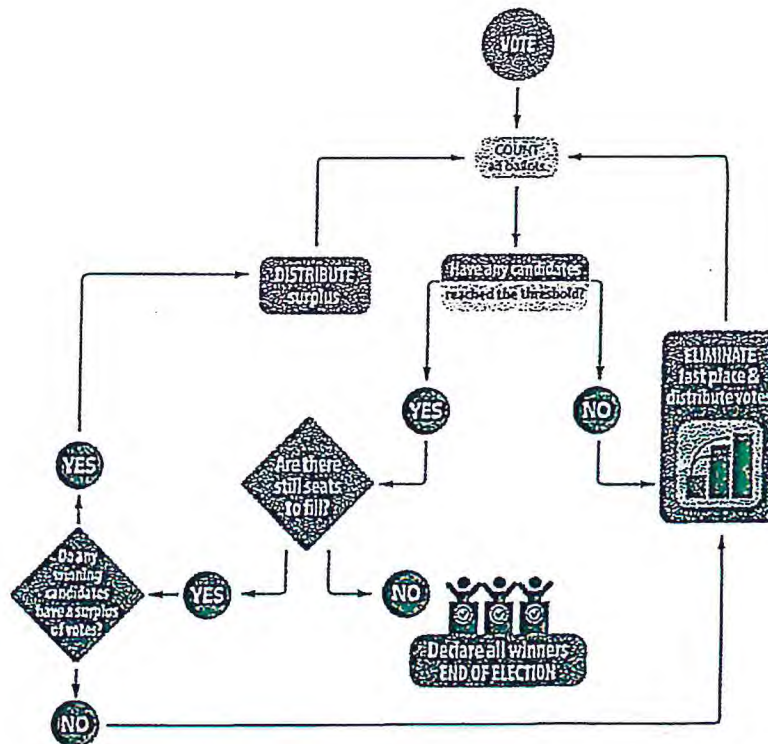 VOTE
COUNT
all ballots
DISTRIBUTE
surplus
Have any candidates
reached the threshold?
ELIMINATE
last place &
distribute votes
YES
NO
YES
Are there
still seats
to fill?
Do any
winning
candidates
have a surplus
of votes?
YES
NO
Declare all winners
END OF ELECTION
NO